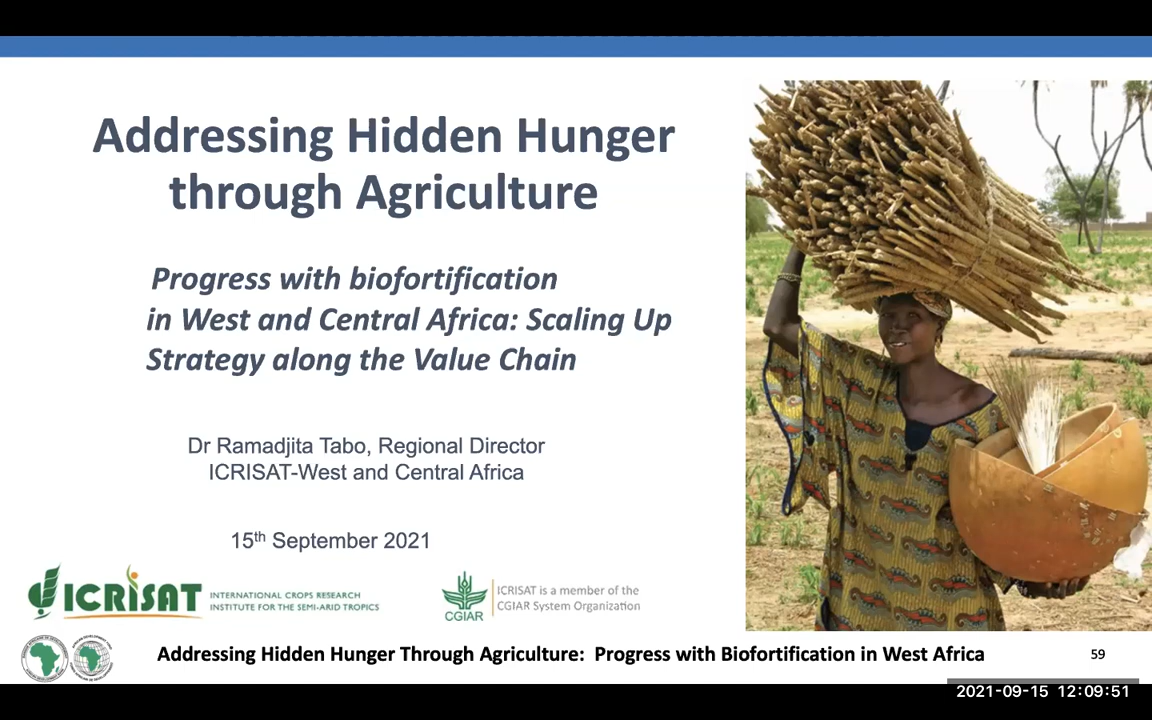 Addressing Hidden Hunger
through Agriculture
Progress with biofortification
in West and Central Africa: Scaling Up
Strategy along the Value Chain
Dr Ramadjita Tabo, Regional Director
ICRISAT-West and Central Africa
15th September 2021
ICRISAT
INTERNATIONAL CROPS RESEARCH
INSTITUTE FOR THE SEMI-ARID TROPICS
CGIAR
ICRISAT is a member of the
CGIAR System Organization
Addressing Hidden Hunger Through Agriculture: Progress with Biofortification in West Africa
59
2021-09-15 12:09:51